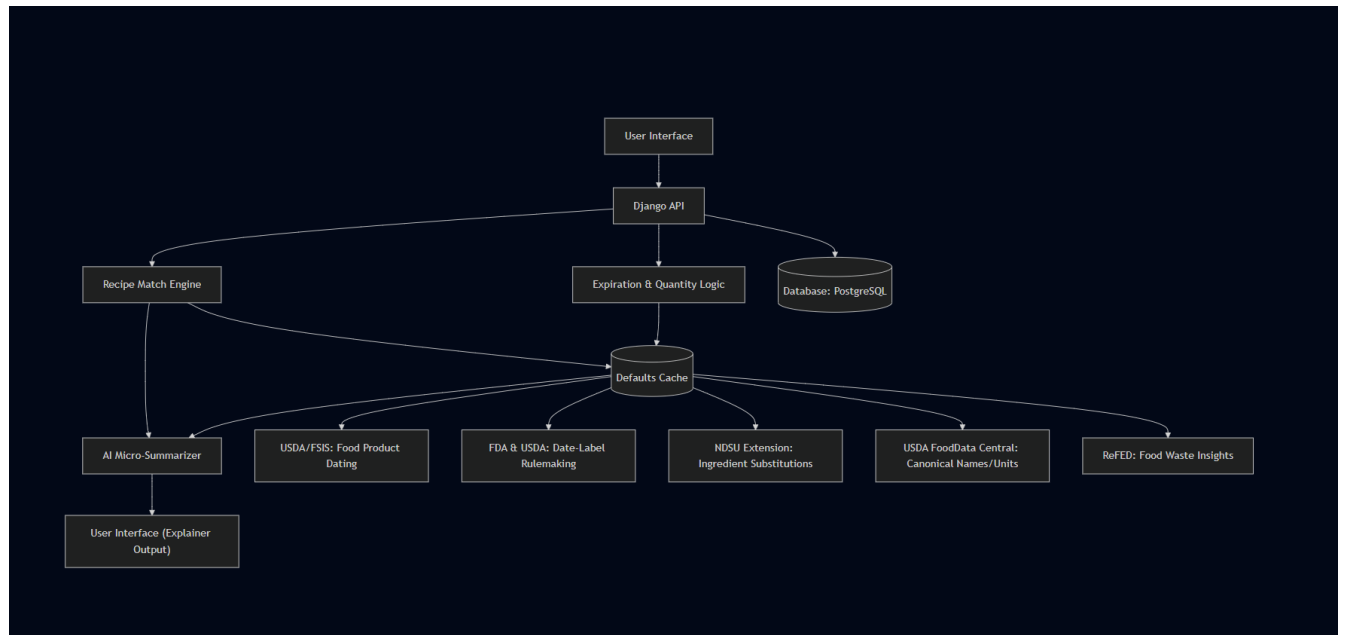 User Interface
Django API
Recipe Match Engine
Expiration & Quantity Logic
Database: PostgreSQL
Defaults Cache
AI Micro-Summarizer
USDA/FSIS: Food Product
Dating
FDA & USDA: Date-Label
Rulemaking
NDSU Extension:
Ingredient Substitutions
USDA FoodData Central:
Canonical Names/Units
ReFED: Food Waste Insights
User Interface (Explainer
Output)